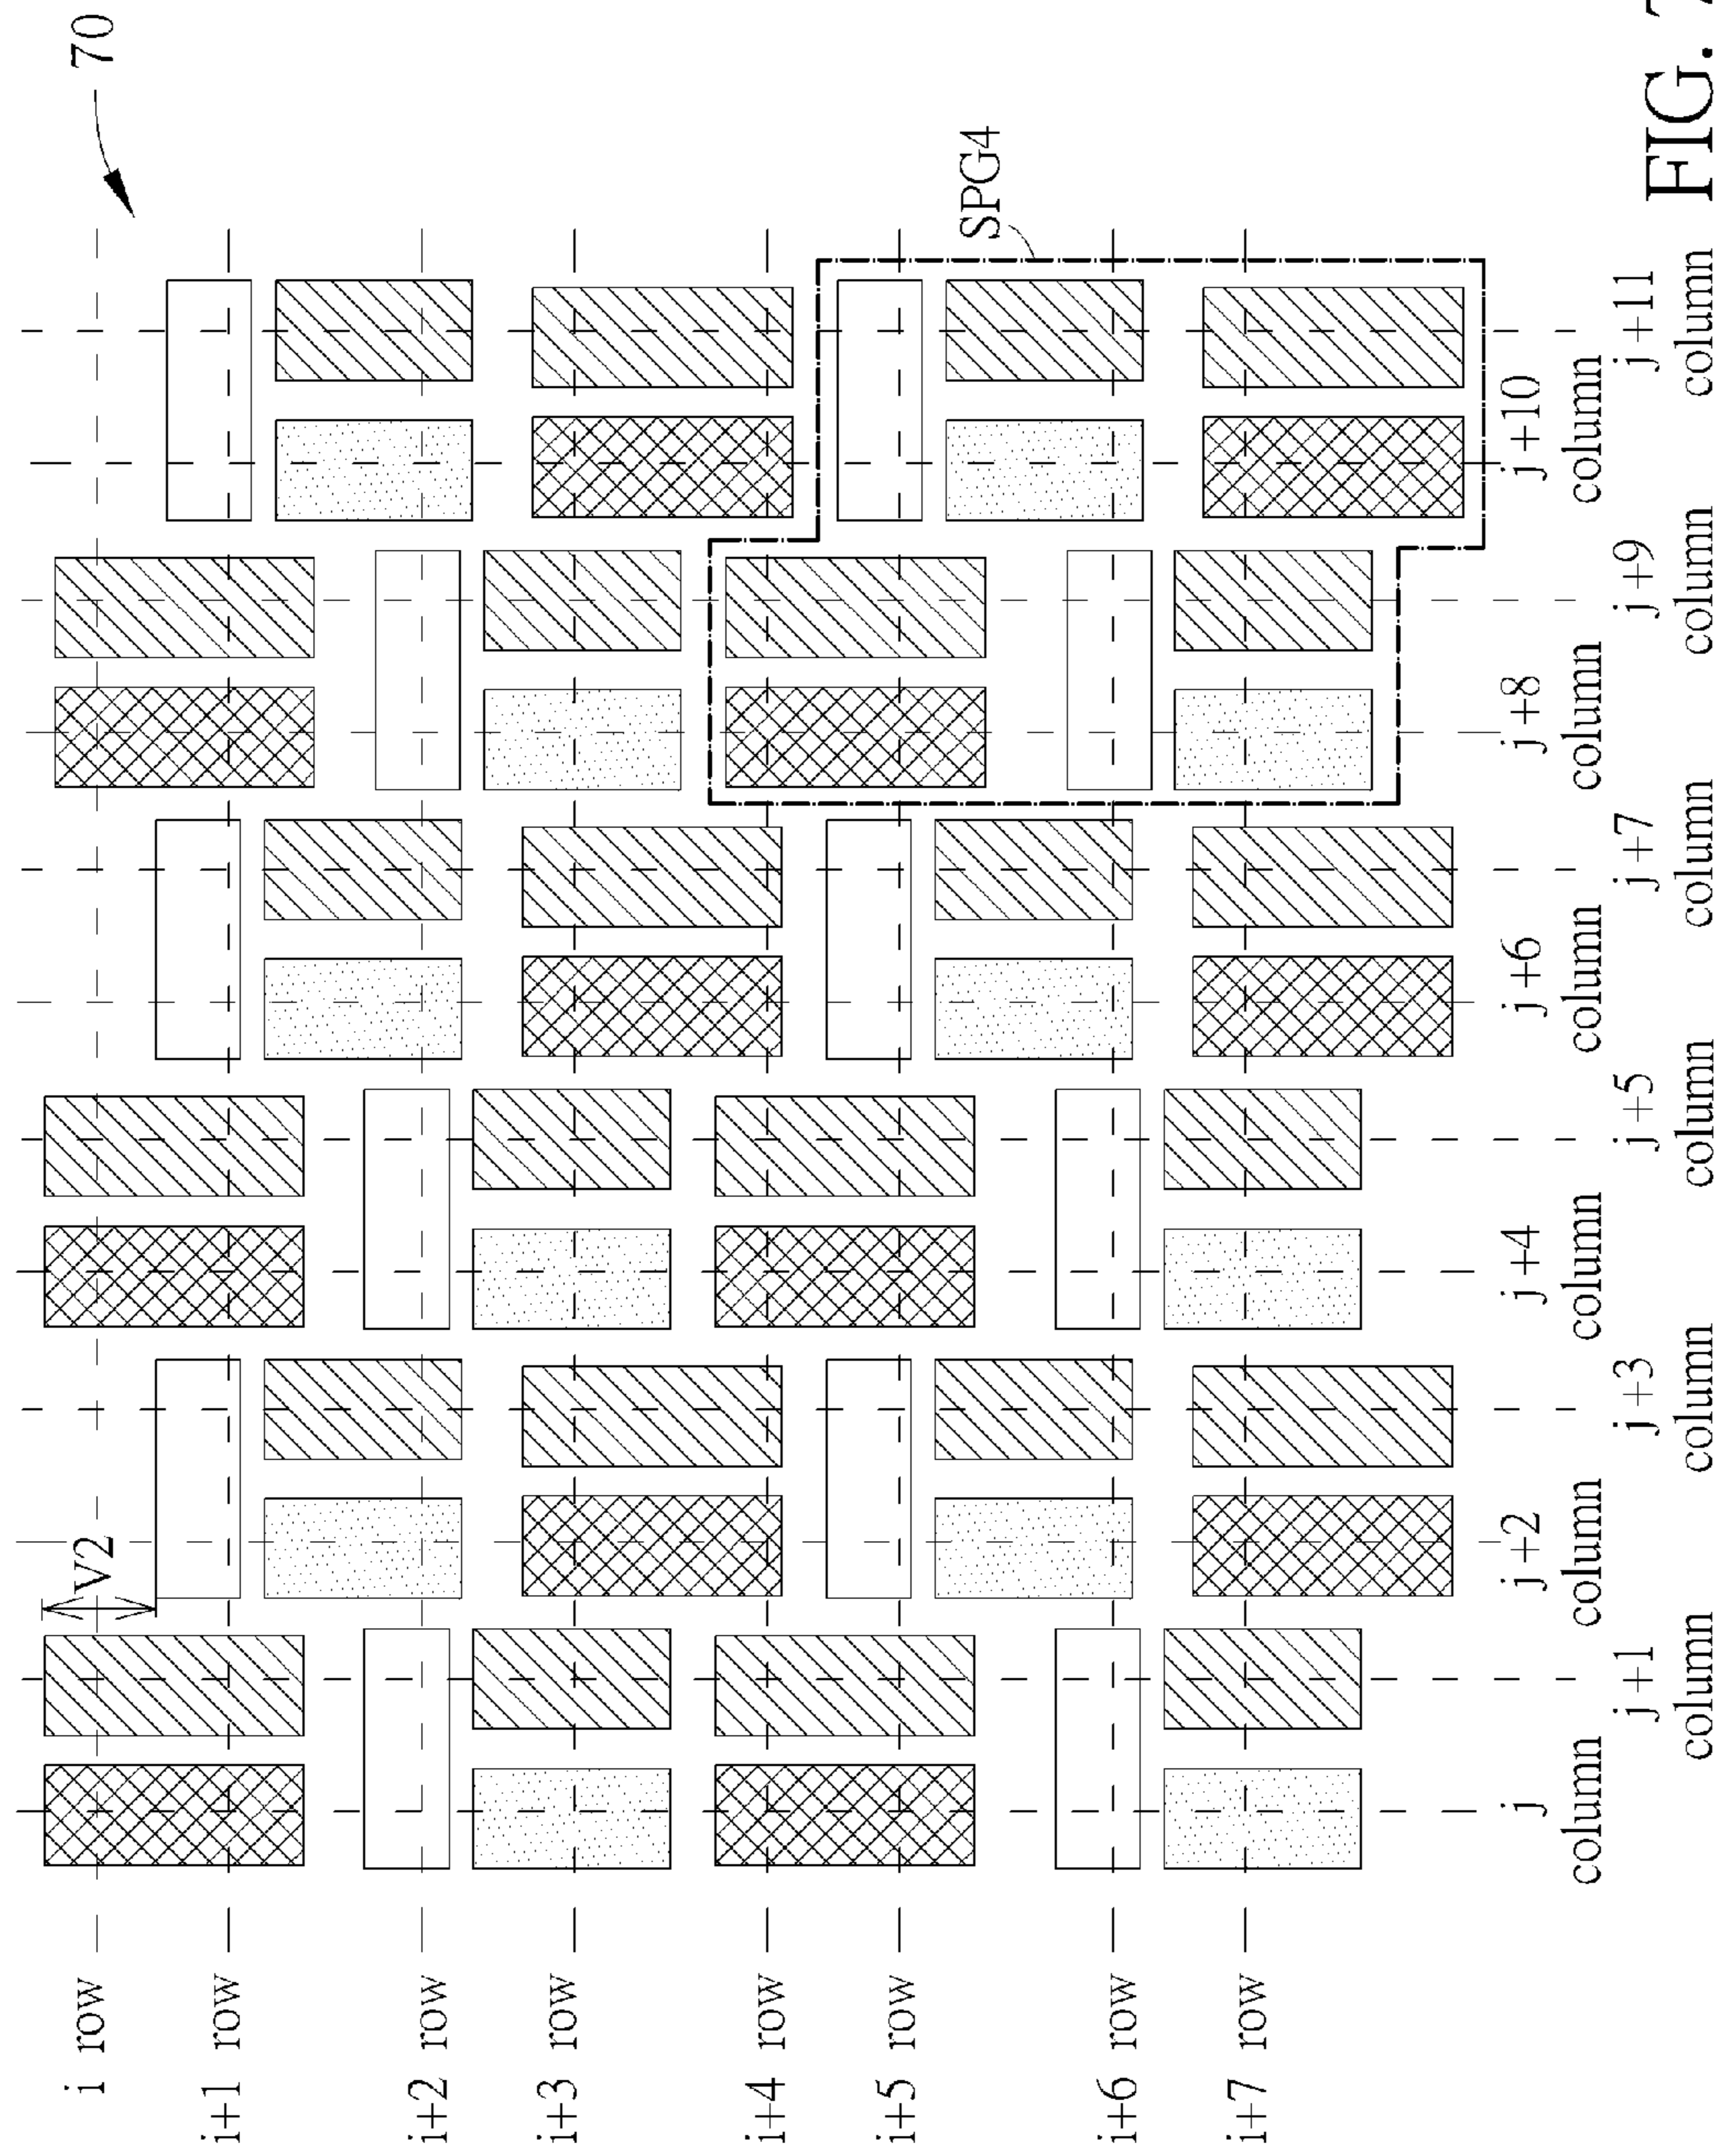 70
V2
SPG4
i row
i+1 row
i+2 row
i+3 row
i+4 row
i+5 row
i+6 row
i+7 row
j
column
j+1
column
j+2
column
j+3
column
j+4
column
j+5
column
j+6
column
j+7
column
j+8
column
j+9
column
j+10
column
j+11
column
FIG. 7